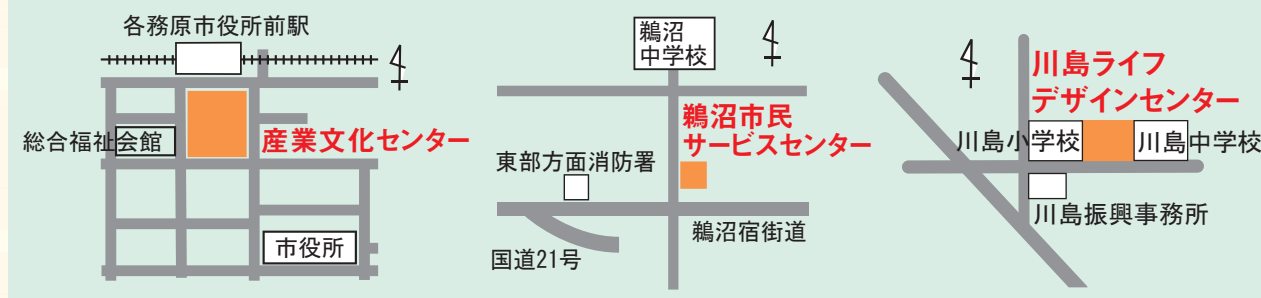 各務原市役所前駅
総合福祉会館
産業文化センター
市役所
鵜沼
中学校
鵜沼市民
サービスセンター
東部方面消防署
鵜沼宿街道
国道21号
川島ライフ
デザインセンター
川島小学校
川島中学校
川島振興事務所